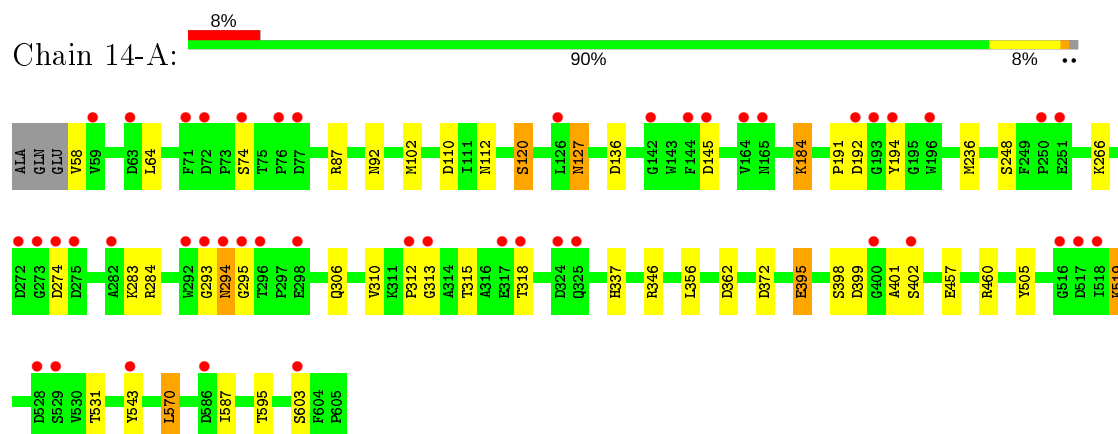 8%
Chain 14-A:
90% 8% ••
ALA GLN GLU V58 V59 D63 L64 F71 D72 P73 S74 T75 P76 D77 R87 N92 M102 D110 I111 N112 S120 L126 N127 D136 G142 W143 F144 D145 V164 N165 K184 P191 D192 G193 Y194 G195 W196 M236 S248 F249 P250 E251 K266
D272 G273 D274 D275 A282 K283 R284 W292 G293 N294 G295 T296 P297 E298 Q306 V310 K311 P312 G313 A314 T315 A316 E317 T318 D324 Q325 H337 R346 L356 D362 D372 E395 S398 D399 G400 A401 S402 E457 R460 Y505 G516 D517 I518 K519
D528 S529 V530 T531 Y543 L570 D586 I587 T595 S603 F604 P605